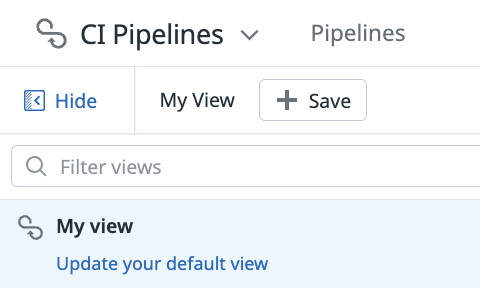 CI Pipelines Pipelines
Hide My View Save
Filter views
My view
Update your default view